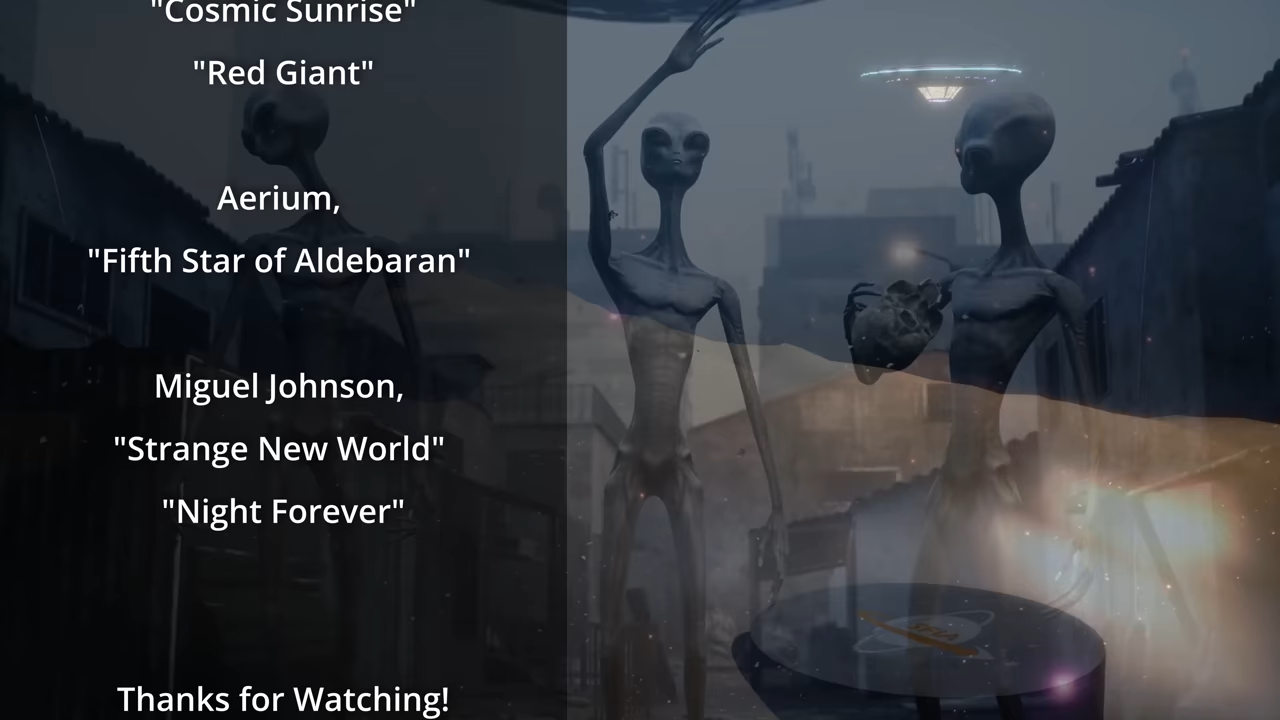 "Cosmic Sunrise"
"Red Giant"
Aerium,
"Fifth Star of Aldebaran"
Miguel Johnson,
"Strange New World"
"Night Forever"
Thanks for Watching!
SFIA